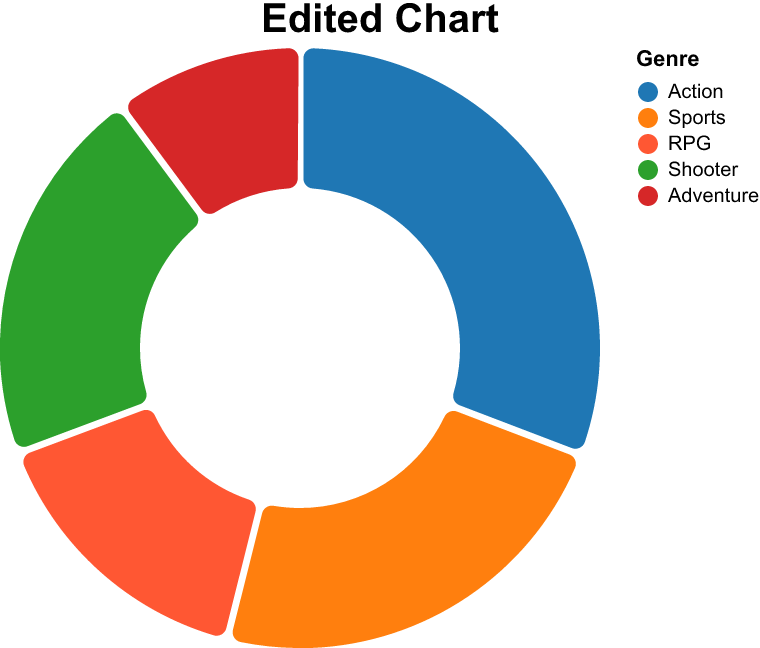 Edited Chart
Genre
Action
Sports
RPG
Shooter
Adventure